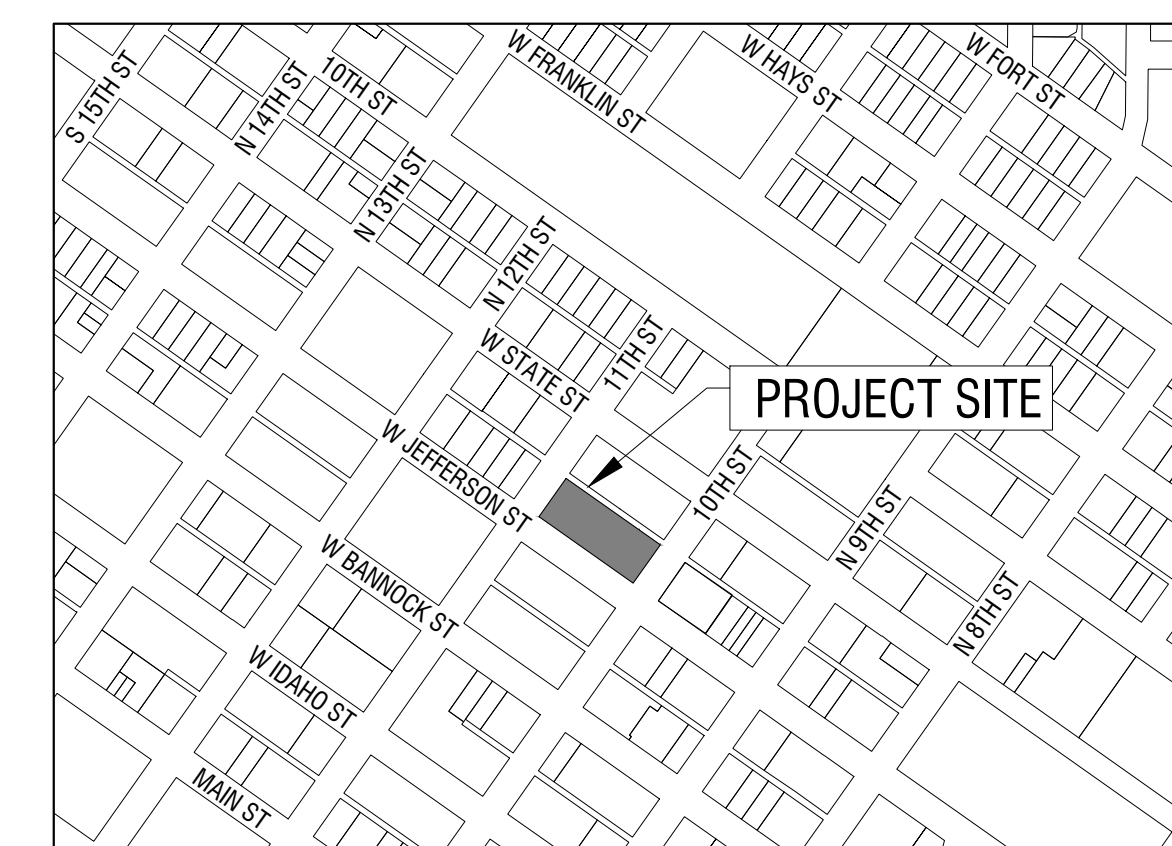 W FRANKLIN ST
W HAYS ST
W FORT ST
S 15TH ST
N 14TH ST
10TH ST
N 13TH ST
N 12TH ST
11TH ST
W STATE ST
PROJECT SITE
W JEFFERSON ST
10TH ST
N 9TH ST
W BANNOCK ST
N 8TH ST
W IDAHO ST
MAIN ST